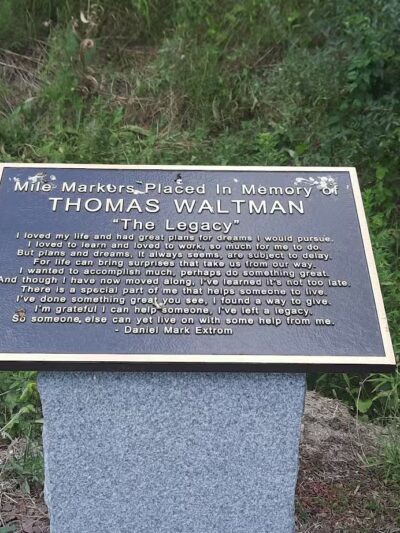 Mile Markers Placed In Memory of
THOMAS WALTMAN
"The Legacy"
I loved my life and had great plans for dreams I would pursue.
I loved to learn and loved to work, so much for me to do.
But plans and dreams, it always seems, are subject to delay.
For life can bring surprises that take us from our way.
I wanted to accomplish much, perhaps do something great.
And though I have now moved along, I've learned it's not too late.
There is a special part of me that helps someone to live.
I've done something great you see, I found a way to give.
I'm grateful I can help someone, I've left a legacy.
So someone else can yet live on with some help from me.
- Daniel Mark Extrom